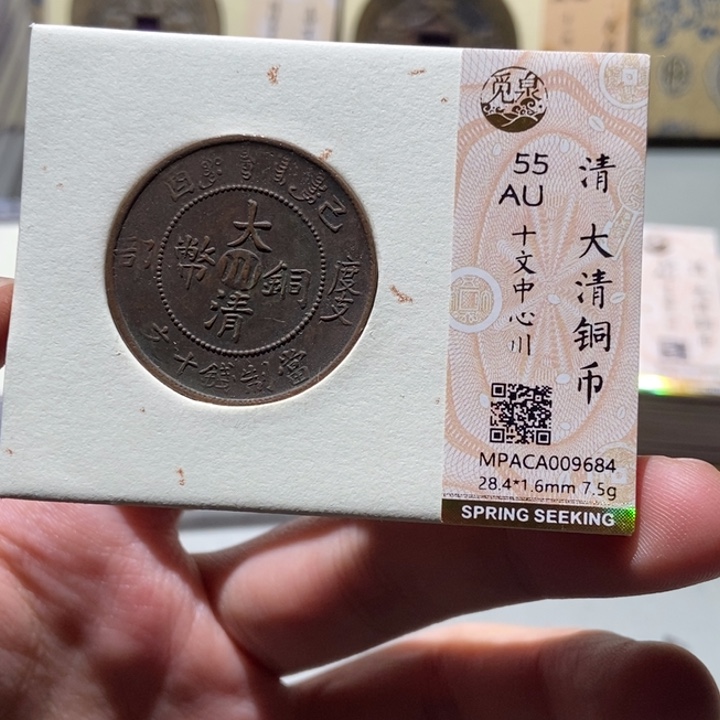 己酉
大清銅幣
川
度支部
當制錢十文
觅泉
55
AU
清 大清铜币
十文中心川
MPACA009684
28.4*1.6mm 7.5g
SPRING SEEKING